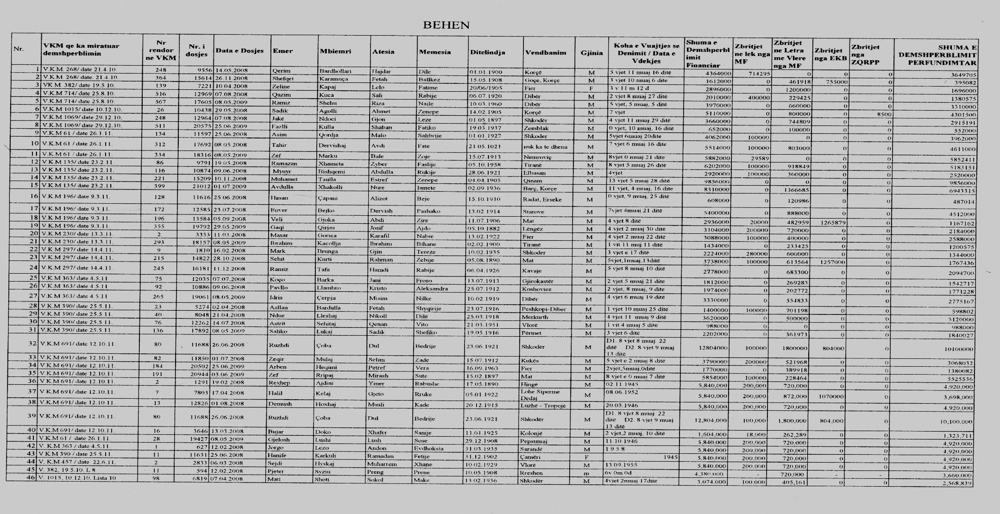 BEHEN
Nr. VKM qe ka miratuar demshperblimin Nr rendor ne VKM Nr. i dosjes Data e Dosjes Emer Mbiemri Atesia Memesia Ditelindja Vendbanim Gjinia Koha e Vuajtjes se Denimit / Data e Vdekjes Shuma e Demshperbl imit Financiar Zbritjet ne lek nga MF Zbritjet ne Letra me Vlere nga MF Zbritjet nga EKB Zbritjet nga ZQRPP SHUMA E DEMSHPERBLIMIT PERFUNDIMTAR
1 V.K.M. 268/ date 21.4.10. 248 9556 14.05.2008 Qerim Bardhollari Hajdar Dile 01.01.1900 Korçë M 5 vjet 11 muaj 16 ditë 4364000 714295 0 0 0 3649705
2 V.K.M. 268/ date. 21.4.10. 364 15614 26.11.2008 Shefqet Karamuça Fetah Ballkez 15.05.1908 Goçe, Korçe M 3 vjet 10 muaj 6 dite 1612000 0 461918 755000 0 395082
3 VK M. 382/ date 19.5.10. 139 7221 10.04.2008 Zeline Kapaj Lelo Fatime 20/06/1905 Fier F 3 v 11 m 12 d 2896000 0 1200000 0 0 1696000
4 V.K.M 714/ date 25.8.10. 516 12969 07.08.2008 Qazim Kuca Sali Rabije 06.07.1920 Dibër M 2 vjet 8 muaj 27 ditë 2010000 400000 229425 0 0 1380575
5 V.K.M 714/ date 25.8.10. 567 17605 08.05.2009 Ramiz Shehu Riza Naile 10.03.1960 Dibër M 5 vjet, 5 muaj, 5 ditë 3970000 0 660000 0 0 3310000
6 V.K.M 1015/ date 10.12.10. 26 10438 29.05.2008 Sadik Agolli Ahmet Zenepe 14.02.1905 Korçë M 7 vjet 5110000 0 800000 0 8500 4301500
7 V.K.M 1069/ date 29.12.10. 248 12964 07.08.2008 Jakë Ndoci Gjon Leze 01.05.1897 Shkodër M 4 vjet 11 muaj 29 ditë 3660000 0 744809 0 0 2915191
8 V.K.M 1069/ date 29.12.10. 511 20575 25.06.2009 Fazlli Kulla Shaban Fatiko 19.03.1937 Zemblak M 0 vjet, 10 muaj, 16 ditë 652000 0 100000 0 0 552000
9 V.K.M 61 / date 26.1.11. 134 11597 25.06.2008 Asim Qordja Malo Salibrije 01.01.1927 Shkoder M 5vjet 6muaj 20dite 4062000 100000 0 0 0 3962000
10 V.K.M 61 / date 26.1.11. 312 17692 08.05 2008 Tahir Dervishaj Avdi Fate 21.05.1021 nuk ka te dhena M 7 vjet 6 muaj 16 dite 5514000 100000 803000 0 0 4611000
11 V.K.M 61 / date 26.1.11. 334 18316 08.05.2009 Zef Marku Bale Zoje 15.07.1913 Nemroviç M 8vjet 0 muaj 21 dite 5882000 29589 0 0 0 5852411
12 V.K.M 135/ date 23.2 11. 86 9791 19.05.2008 Ramazan Xhameta Zyber Faslije 05.10.1958 Tiranë M 8 vjet 5 muaj 26 ditë 6202000 100000 918849 0 0 5183151
13 V.K.M 135/ date 23.2.11. 116 10874 09.06.2008 Mynyr Bishqemi Abdulla Rukije 28.06.1921 Elbasan M 4vjet 2920000 100000 300000 0 0 2520000
14 V.K.M 135/ date 23.2.11. 221 15209 10.11.2008 Muhamet Taulla Estref Zenepe 04.04.1905 Qinam M 13 vjet 5 muaj 28 ditë 9856000 0 0 0 0 9856000
15 V.K.M 135/ date 23.2.11. 399 21012 01.07.2009 Avdulla Xhakolli Nure Ismete 02.09.1936 Barç, Korçe M 11 vjet, 4 muaj, 16 dite 8310000 0 1366685 0 0 6943315
16 V.K.M 196/ date 9.3.11. 128 11616 25.06.2008 Hasan Çapani Alizot Beje 15.10.1910 Radat, Erseke M 0 vjet, 9 muaj, 25 ditë 608000 0 120986 0 0 487014
17 V.K.M 196/ date 9.3.11. 172 12585 23.07.2008 Enver Bejko Dervish Pashako 13.02 1914 Starove M 7vjet 4muaj 21 ditë 5400000 0 888000 0 0 4512000
18 V.K.M 196/ date 9.3.11. 196 13584 05.09.2008 Veli Gjoka Abdi Zire 11.07.1906 Mat M 4 vjet 8 ditë 2936000 20000 482959 1265879 0 1167162
19 V.K.M 196/ date 9.3.11. 355 19792 29.05.2009 Gaqi Qirjas Josif Ajdo 05.10.1882 Lëngëz M 4 vjet 2 muaj 30 ditë 3104000 200000 720000 0 0 2184000
20 V.K.M 230/ date 13.3.11. 2 3333 11.03.2008 Masar Gorica Karafil Nabie 13.02.1922 Fier M 4 vjet 2 muaj 22 ditë 3088000 100000 400000 0 0 2588000
21 V.K.M 230/ date 13.3.11. 293 18157 08.05.2009 Ibrahim Kacollja Ibrahim Bihane 02.02.1900 Tiranë M 1 vit 11 muj 11 ditë 1434000 0 233425 0 0 1200575
22 V.K.M 297/ date 14.4.11. 9 1810 16.02.2008 Mark Brunga Gjin Tereze 10.02.1935 Shkoder M 3 vjet e 17 ditë 2224000 280000 600000 0 0 1344000
23 V.K.M 297/ date 14.4.11. 215 14822 28.10.2008 Sehit Kurti Rahman Zebije 05.08.1890 Mat M 5vjet,1muaj,13ditë 3738000 100000 613564 1257000 0 1767436
24 V.K.M 297/ date 14.4.11. 245 16181 11.12.2008 Ramiz Tafa Hamdi Rabije 06.04.1926 Kavaje M 5 vjet 8 muaj 10 ditë 2778000 0 683300 0 0 2094700
25 V.K.M 363/ date 4.5.11 75 12035 07.07.2008 Koço Barka Jani Froso 13.07.1913 Gjirokastër M 2 vjet 5 muaj 21 dite 1812000 0 269283 0 0 1542717
26 V.K.M 363/ date 4.5.11 92 10886 09.06.2008 Pavllo Llambro Kristo Aleksandra 25.07.1912 Koshovice M 2 vjet, 8 muaj, 9 dite 1974000 0 202772 0 0 1771228
27 V.K.M 363/ date 4.5.11 265 19061 08.05.2009 Idris Çerpja Misim Nilke 10.02.1919 Dibër M 4 vjet 6 muaj 19 ditë 3330000 0 554833 0 0 2775167
28 V.K.M 390/ date 25.5.11. 23 5274 02.04.2008 Asllan Bardulla Fetah Shyqirije 23.07.1916 Peshkopi-Diber M 1 vjet 10 muaj 25 ditë 1400000 100000 701198 0 0 598802
29 V.K.M 390/ date 25.5 11. 40 8048 21.04.2008 Ndue Lleshaj Nikoll Dilë 25.03.1918 Merkurth M 4 vjet 11 muaj 9 ditë 3620000 0 500000 0 0 3120000
30 V.K.M 390/ date 25.5.11. 76 12262 14.07.2008 Astrit Sehitaj Qenan Vito 21.03.1951 Vlorë M 1 vit 4 muaj 5 ditë 988000 0 0 0 0 988000
31 V.K.M 390/ date 25.5.11. 136 17892 08 05 2009 Saliko Lukaj Sadik Shefiko 19.05.1916 Përmet M 3 vjet 6 ditë 2202000 0 361973 0 0 1840027
32 V.K.M 691/ date 12.10.11. 80 11688 26.06.2008 Ruzhdi Çoba Dul Bedrije 23.06.1921 Shkodër M D1. 8 vjet 8 muaj 22 ditë D2. 8 vjet 9 muaj 13 ditë 12804000 100000 1800000 804000 0 10100000
33 V.K.M 691/ date 12.10.11. 82 11850 01.07.2008 Zeqir Mulaj Selim Zade 15.07.1912 Kukës M 5 vjet e 2 muaj 8 ditë 3790000 200000 521968 0 0 3068032
34 V.K.M 691/ date 12.10.11. 184 20502 25.06.2009 Arben Heqimi Petref Vera 16.09.1963 Fier M 2vjet,5muaj,0ditë 1770000 0 389918 0 0 1380082
35 V.K.M 691/ date 12.10.11. 191 20944 03.06.2009 Zef Rripaj Mirash Sute 15.02.1897 Mat M 8 vjet e 0 muaj 7 ditë 5854000 100000 228464 0 0 5525536
36 V.K.M 691/ date 12.10.11. 2 1291 19 02 2008 Rexhep Ajdini Ymer Rabushe 17.05.1890 Hingë M 02.11.1945 5,840,000 200,000 720,000 0 0 4,920,000
37 V.K.M 691/ date 12.10.11. 7 7803 17.04.2008 Halil Kelaj Gjeto Rruke 05.01.1922 Lohe Siperme Dedaj M 08.06.1952 5,840,000 200,000 872,000 1070000 0 3,698,000
38 V.K.M 691/ date 12.10 11. 13 12826 01.08.2008 Demush Hoxhaj Musli Kade 20.12.1915 Luzhë - Tropojë M 20.03.1946 5,840,000 200,000 720,000 0 0 4,920,000
39 V.K.M 691/ date 12.10.11. 80 11688 26.06.2008 Ruzhdi Çoba Dul Bedrije 23.06.1921 Shkodër M D1. 8 vjet 8 muaj 22 ditë D2. 8 vjet 9 muaj 13 ditë 12,804,000 100,000 1,800,000 804,000 0 10,100,000
40 V.K.M 691/ date 12.10.11. 16 3646 13.03.2008 Bujar Doko Xhafer Sanije 11.01.1925 Kolonjë M 2 vjet,2 muaj, 10 ditë 1,604,000 18,000 262,289 0 0 1,323,711
41 V.K.M 61 / date 26.1.11. 28 19427 08.05.2009 Gjelosh Lushi Lush Sose 29.12.1908 Pepsumaj M 11.10.1946 5,840,000 200,000 720,000 0 0 4,920,000
42 V. K.M 363 / date 4.5.11. 1 627 12.02.2008 Jorgo Lezo Andon Evdhoksia 31.03.1935 Sarandë M 1 9 5 8 5,840,000 200,000 720,000 0 0 4,920,000
43 V.K.M 390 / date 25 5.11. 11 11631 25.06.2008 Hanife Karkuli Ramadan Fetije 31.12.1902 Çamëri F 1945 5,840,000 200,000 720,000 0 0 4,920,000
44 V. K.M 457 / date 22.6.11. 2 2833 06.03.2008 Sejdi Hyskaj Muharrem Xhane 10.02.1929 Vlorë M 13.09.1955 5,840,000 200,000 720,000 0 0 4,920,000
45 V. 382, 19.5.10. L 8 11 594 12.02.2008 Pjeter Syziu Preng Prene 10.05.1908 Rreshen m 6v 0m 0d 4,380,000 - 720,000 - - 3,660,000
46 V. 1015, 10.12.10. Lista 10 98 6819 07.04.2008 Mati Shoti Sokol Make 13 02.1936 Shkodër M 4vjet 2muaj 17dite 3,074,000 100,000 405,161 0 0 2,568,839